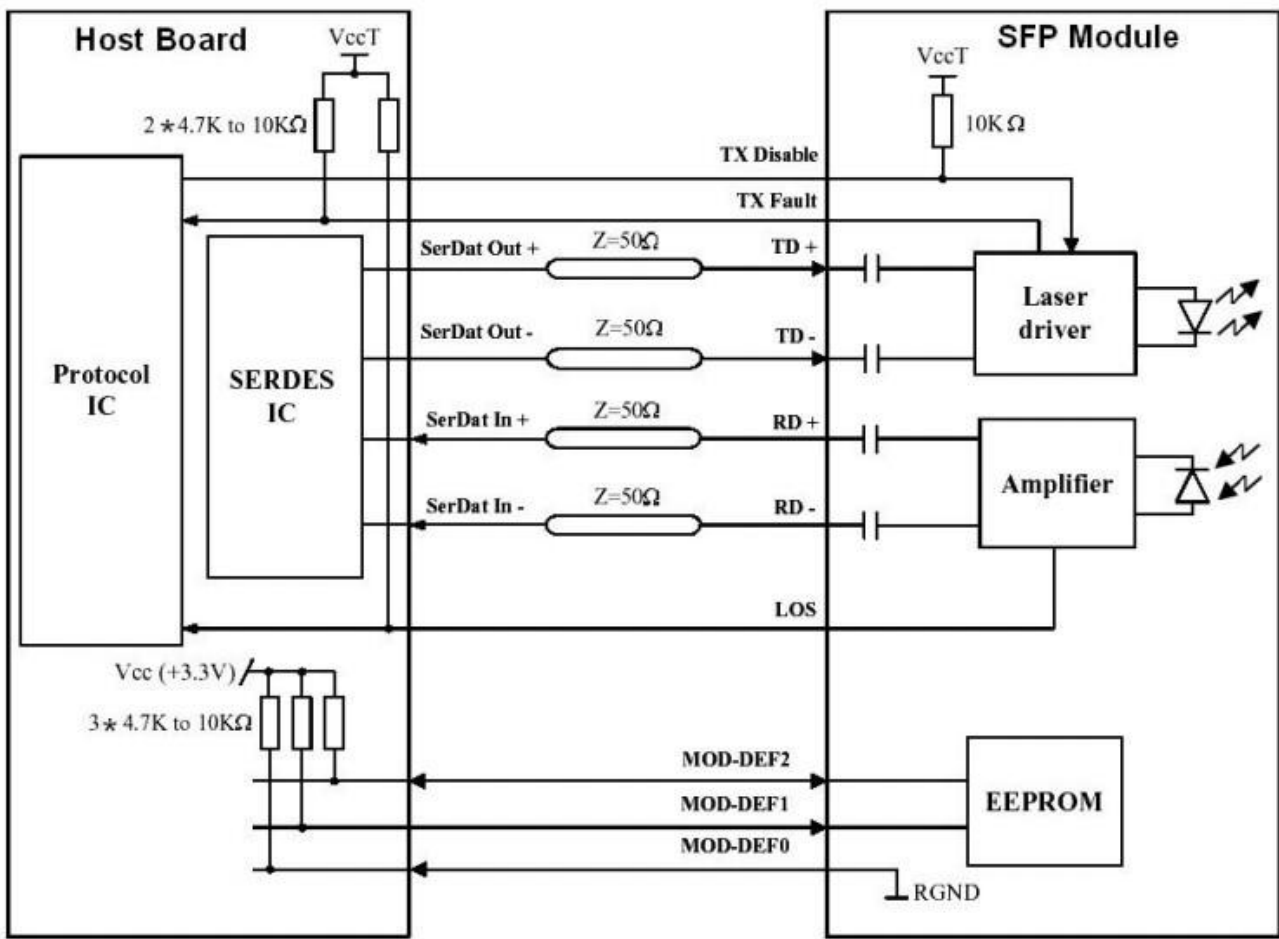 Host Board
SFP Module
VccT
VccT
2*4.7K to 10KΩ
10KΩ
TX Disable
TX Fault
SerDat Out +
Z=50Ω
TD +
SerDat Out -
Z=50Ω
TD -
Laser
driver
Protocol
IC
SERDES
IC
SerDat In +
Z=50Ω
RD +
SerDat In -
Z=50Ω
RD -
Amplifier
LOS
Vcc (+3.3V)
3* 4.7K to 10KΩ
MOD-DEF2
MOD-DEF1
MOD-DEF0
EEPROM
RGND